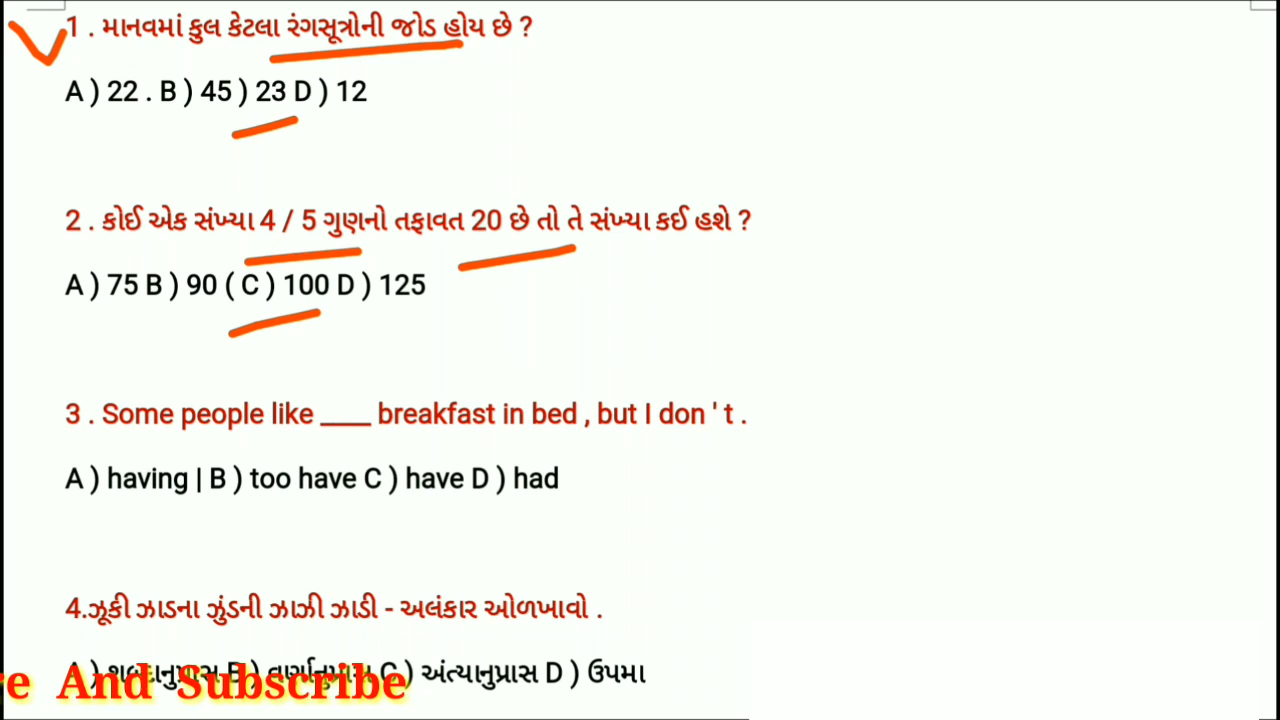 1 . માનવમાં કુલ કેટલા રંગસૂત્રોની જોડ હોય છે ?
A ) 22 . B ) 45 ) 23 D ) 12
2 . કોઈ એક સંખ્યા 4 / 5 ગુણનો તફાવત 20 છે તો તે સંખ્યા કઈ હશે ?
A ) 75 B ) 90 ( C ) 100 D ) 125
3 . Some people like ____ breakfast in bed , but I don ' t .
A ) having | B ) too have C ) have D ) had
4.ઝૂકી ઝાડના ઝુંડની ઝાઝી ઝાડી - અલંકાર ઓળખાવો .
A ) શબ્દાનુપ્રાસ B ) વર્ણાનુપ્રાસ C ) અંત્યાનુપ્રાસ D ) ઉપમા
And Subscribe